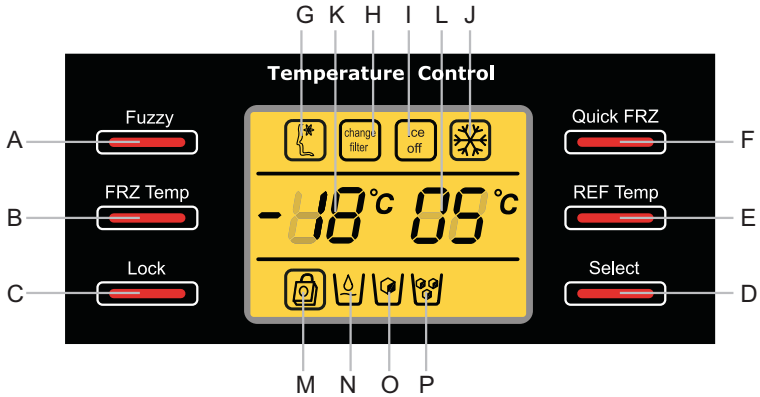 G K H I L J
Temperature Control
Fuzzy
Quick FRZ
change
filter
ice
off
A
F
FRZ Temp
REF Temp
-18°C 05°C
B
E
Lock
Select
C
D
M N O P